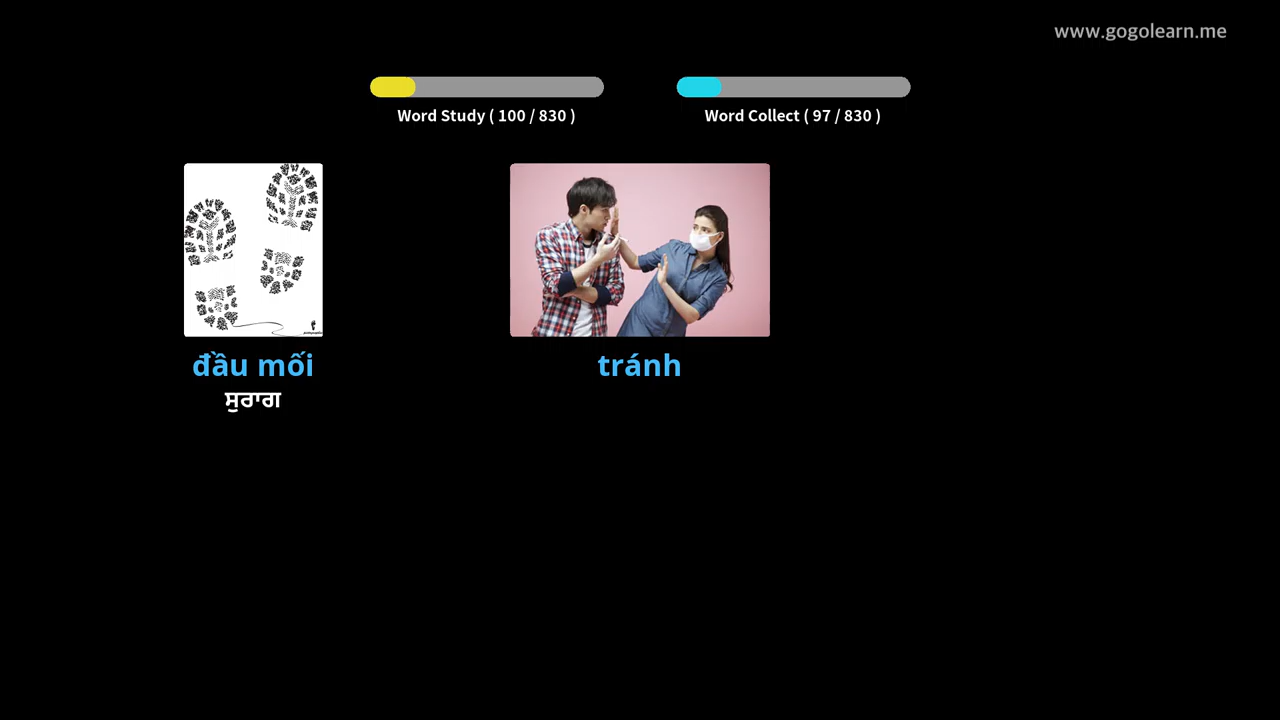 www.gogolearn.me
Word Study ( 100 / 830 )
Word Collect ( 97 / 830 )
đầu mối
ਸੁਰਾਗ
tránh